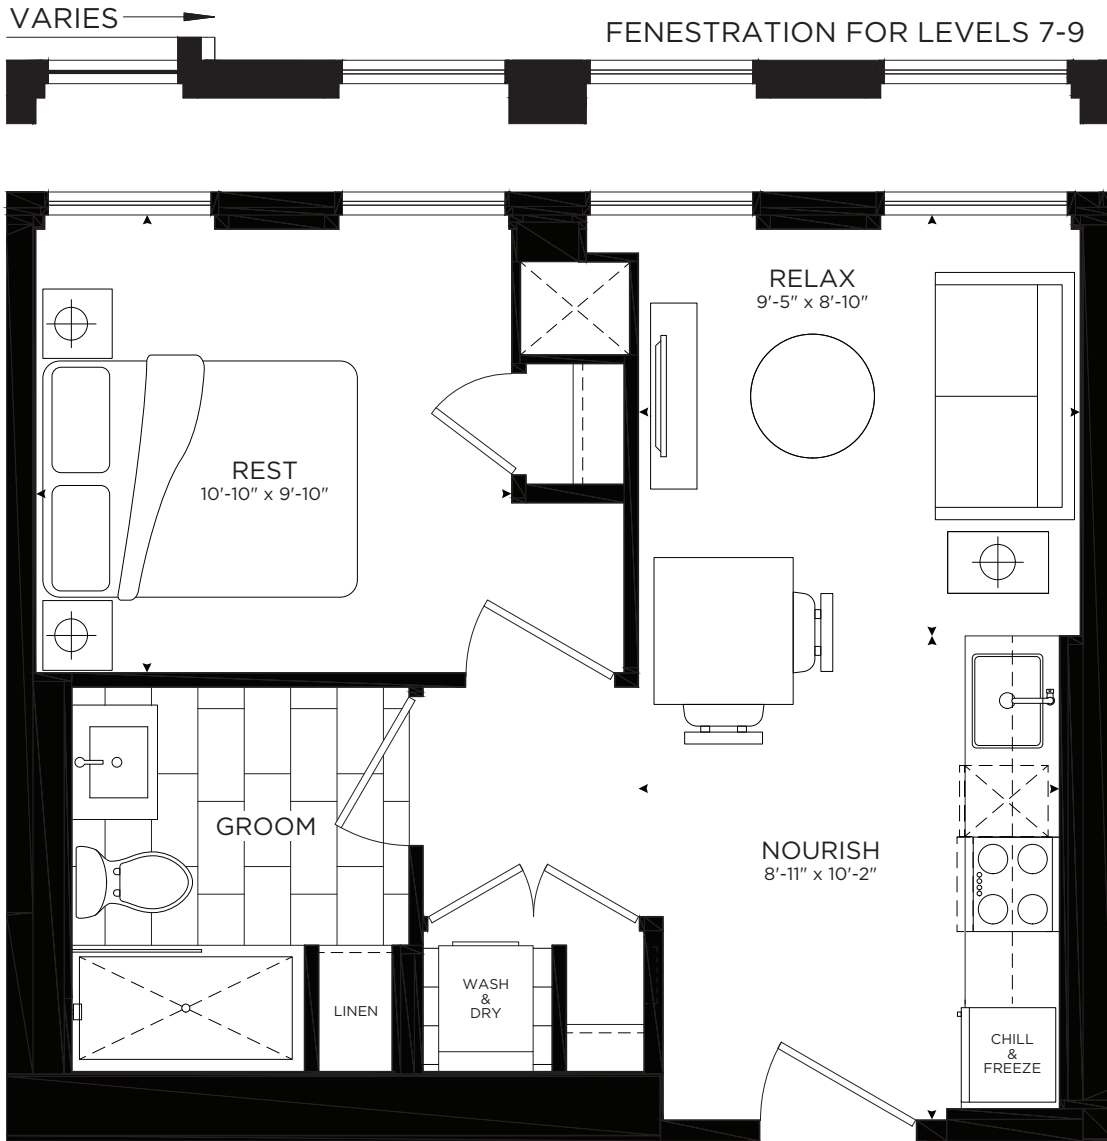 VARIES
FENESTRATION FOR LEVELS 7-9
RELAX
9'-5" x 8'-10"
REST
10'-10" x 9'-10"
GROOM
NOURISH
8'-11" x 10'-2"
LINEN
WASH
&
DRY
CHILL
&
FREEZE